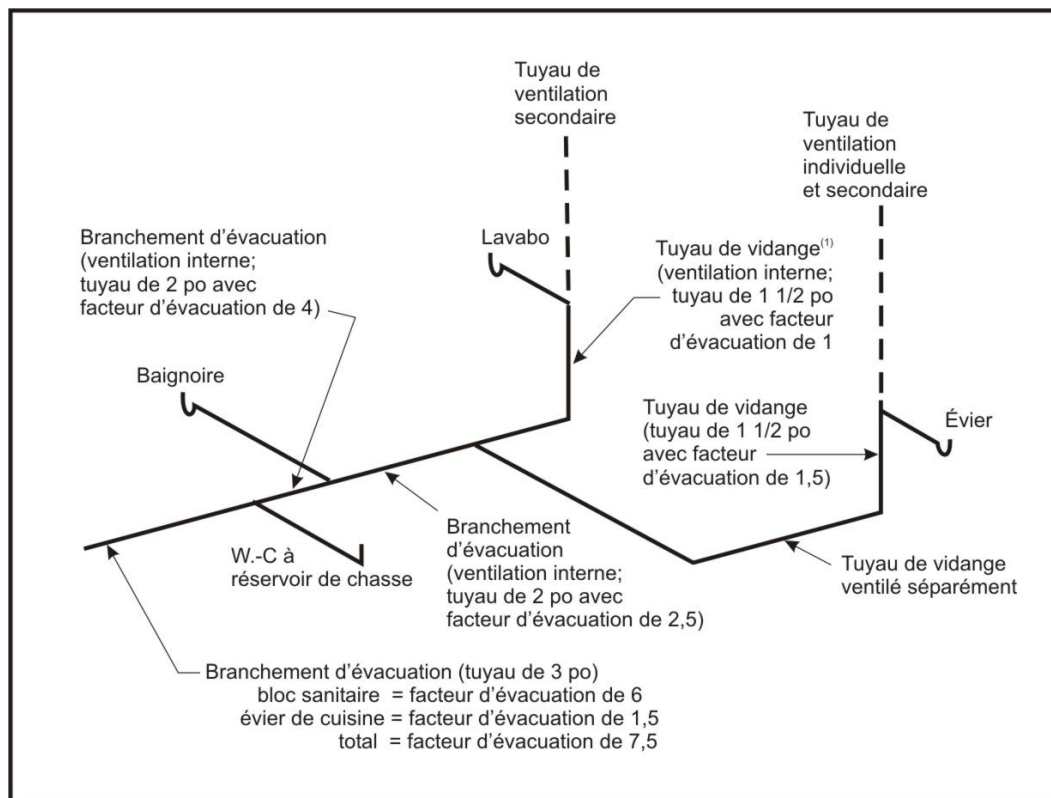 Tuyau de
ventilation
secondaire
Tuyau de
ventilation
individuelle
et secondaire
Branchement d’évacuation
(ventilation interne;
tuyau de 2 po avec
facteur d’évacuation de 4)
Lavabo
Tuyau de vidange(1)
(ventilation interne;
tuyau de 1 1/2 po
avec facteur
d’évacuation de 1
Baignoire
Tuyau de vidange
(tuyau de 1 1/2 po
avec facteur
d’évacuation de 1,5)
Évier
W.-C à
réservoir de chasse
Branchement
d’évacuation
(ventilation interne;
tuyau de 2 po avec
facteur d’évacuation de 2,5)
Tuyau de vidange
ventilé séparément
Branchement d’évacuation (tuyau de 3 po)
bloc sanitaire = facteur d’évacuation de 6
évier de cuisine = facteur d’évacuation de 1,5
total = facteur d’évacuation de 7,5